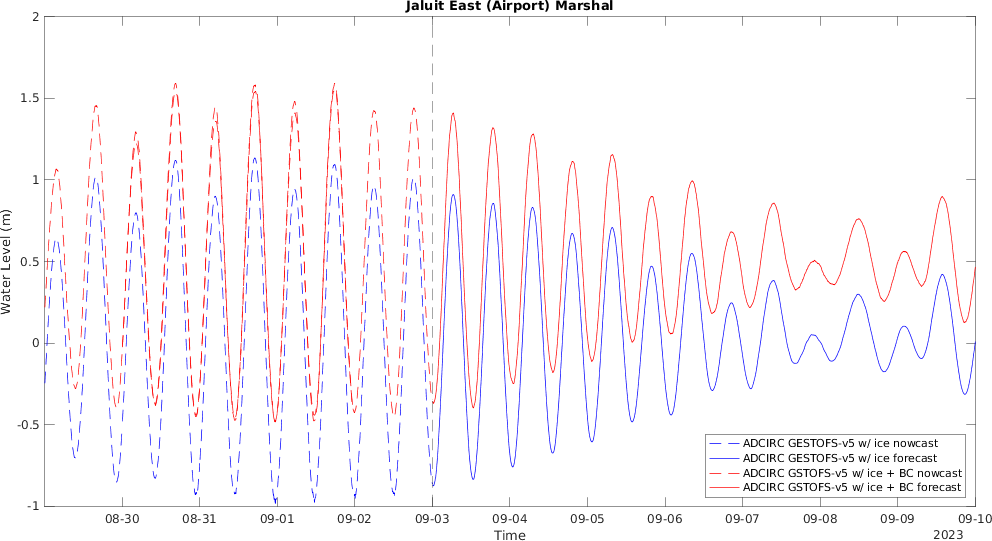 Jaluit East (Airport) Marshal
2
1.5
1
0.5
0
-0.5
-1
Water Level (m)
08-30 08-31 09-01 09-02 09-03 09-04 09-05 09-06 09-07 09-08 09-09 09-10
Time
2023
ADCIRC GESTOFS-v5 w/ ice nowcast
ADCIRC GESTOFS-v5 w/ ice forecast
ADCIRC GSTOFS-v5 w/ ice + BC nowcast
ADCIRC GSTOFS-v5 w/ ice + BC forecast